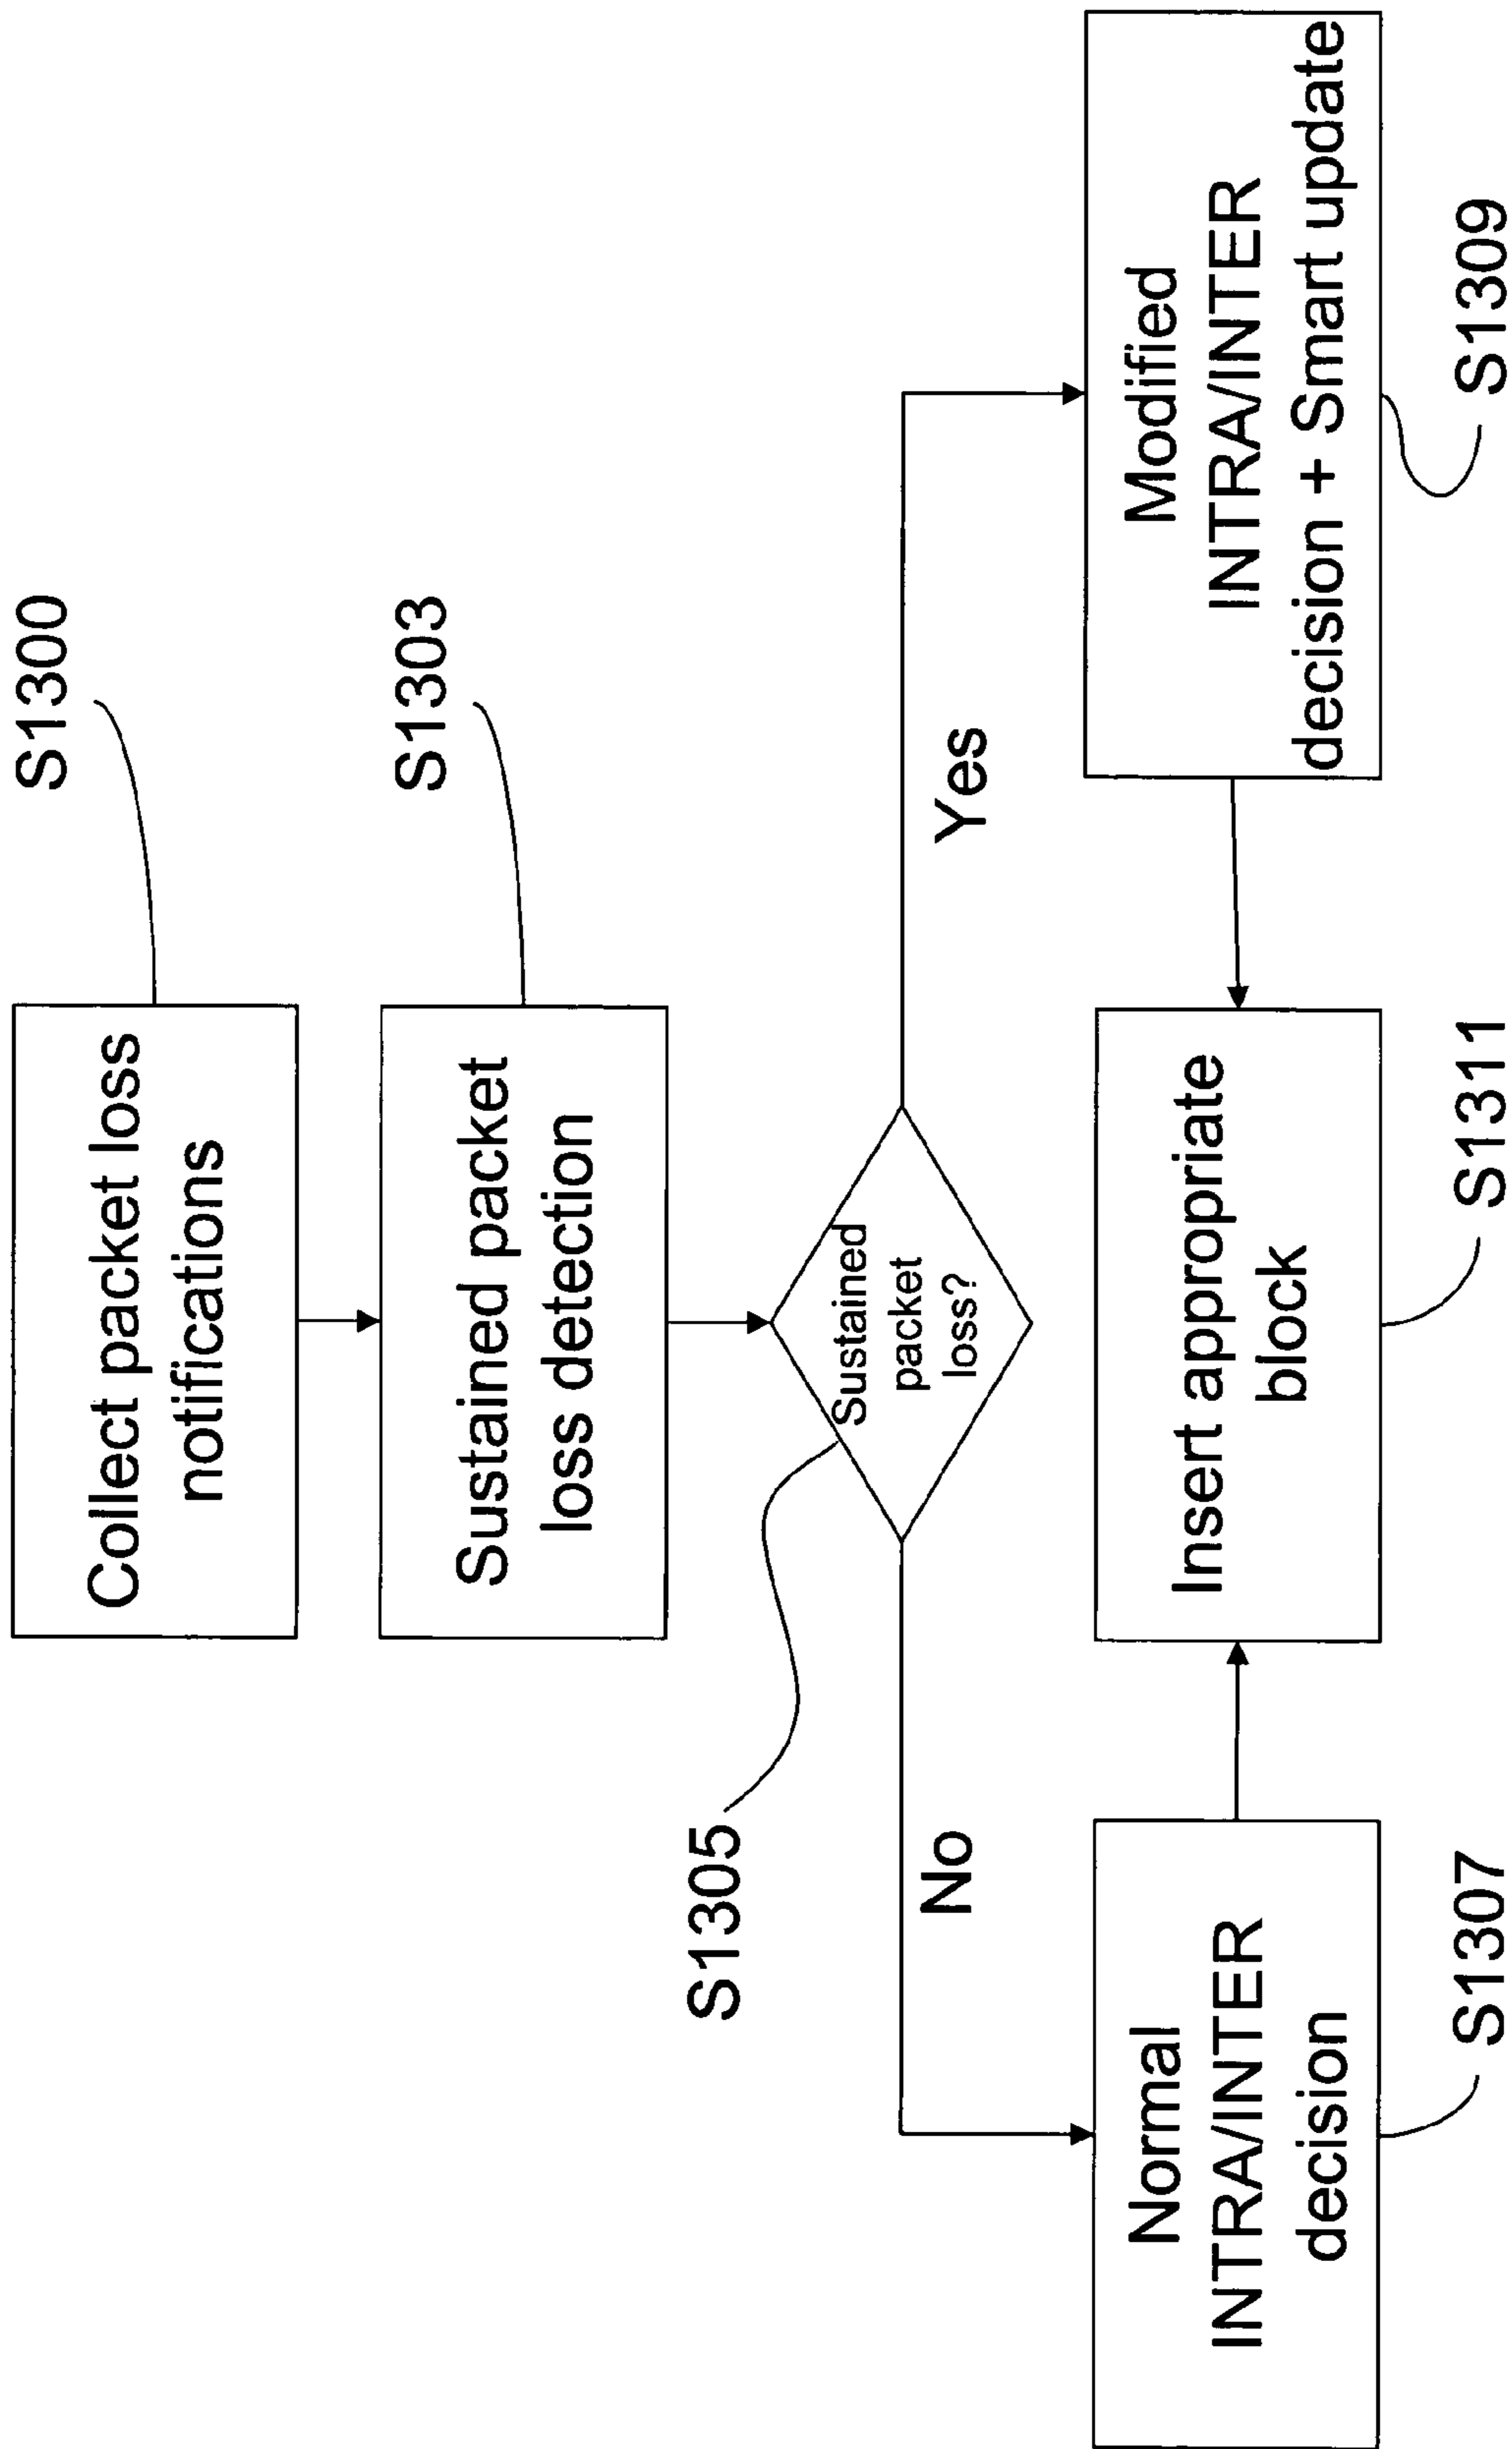 S1300
Collect packet loss
notifications
S1303
Sustained packet
loss detection
S1305
Sustained
packet
loss?
No
Yes
Normal
INTRA/INTER
decision
S1307
Insert appropriate
block
S1311
Modified
INTRA/INTER
decision + Smart update
S1309